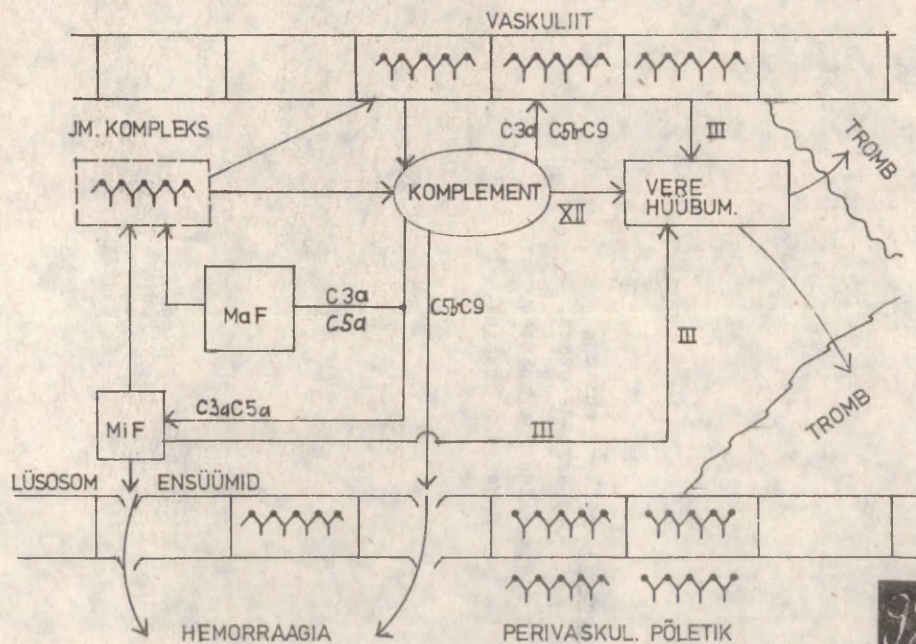 VASKULIIT
JM. KOMPLEKS
C3a C5b-C9
III
TROMB
KOMPLEMENT
VERE
HÜÜBUM.
XII
MaF
C3a
C5a
C5b-C9
III
MiF
C3aC5a
III
TROMB
LÜSOSOM ENSÜÜMID
HEMORRAAGIA
PERIVASKUL. PÕLETIK